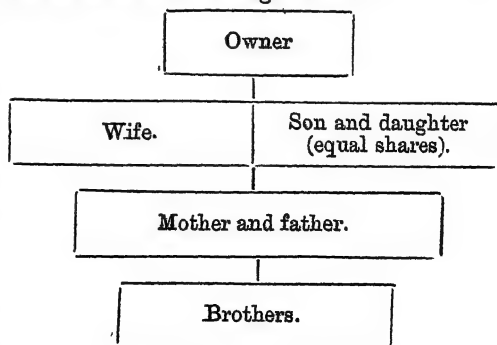 Owner
Wife.
Son and daughter
(equal shares).
Mother and father.
Brothers.